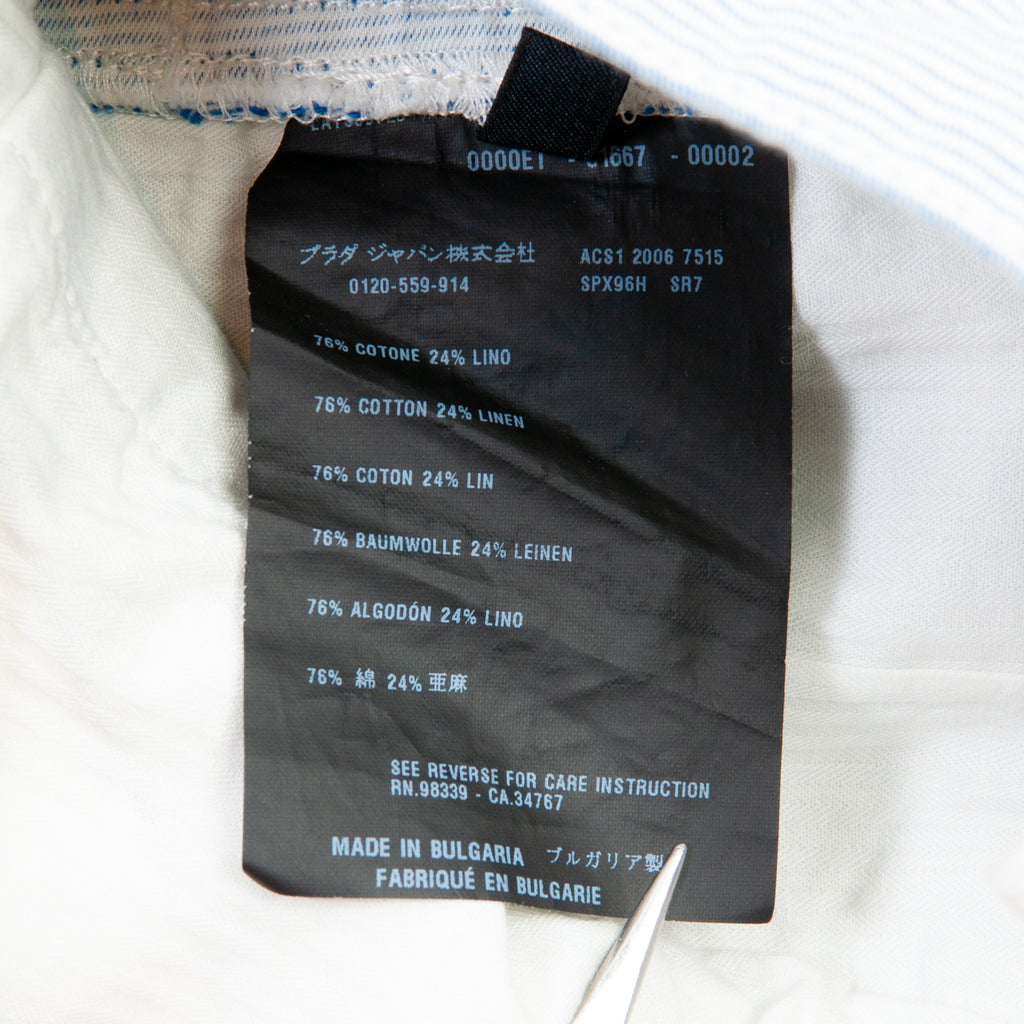 0000E1 - 01667 - 00002
プラダ ジャパン株式会社
0120-559-914
ACS1 2006 7515
SPX96H SR7
76% COTONE 24% LINO
76% COTTON 24% LINEN
76% COTON 24% LIN
76% BAUMWOLLE 24% LEINEN
76% ALGODÓN 24% LINO
76% 綿 24% 亜麻
SEE REVERSE FOR CARE INSTRUCTION
RN.98339 - CA.34767
MADE IN BULGARIA ブルガリア製
FABRIQUÉ EN BULGARIE